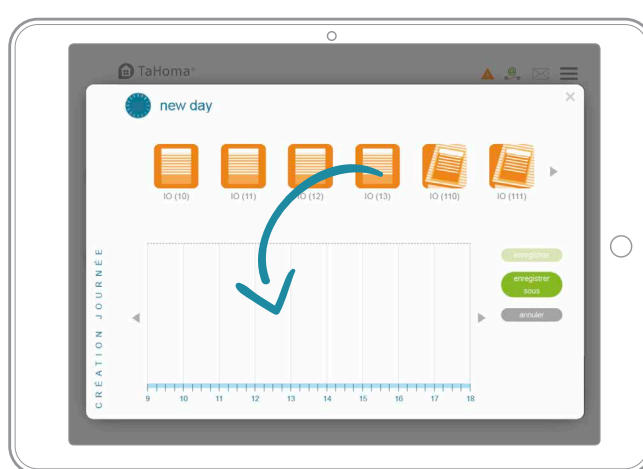 TaHoma®
new day
IO (10)
IO (11)
IO (12)
IO (13)
IO (110)
IO (111)
CRÉATION JOURNÉE
enregistrer
enregistrer
sous
annuler
9 10 11 12 13 14 15 16 17 18